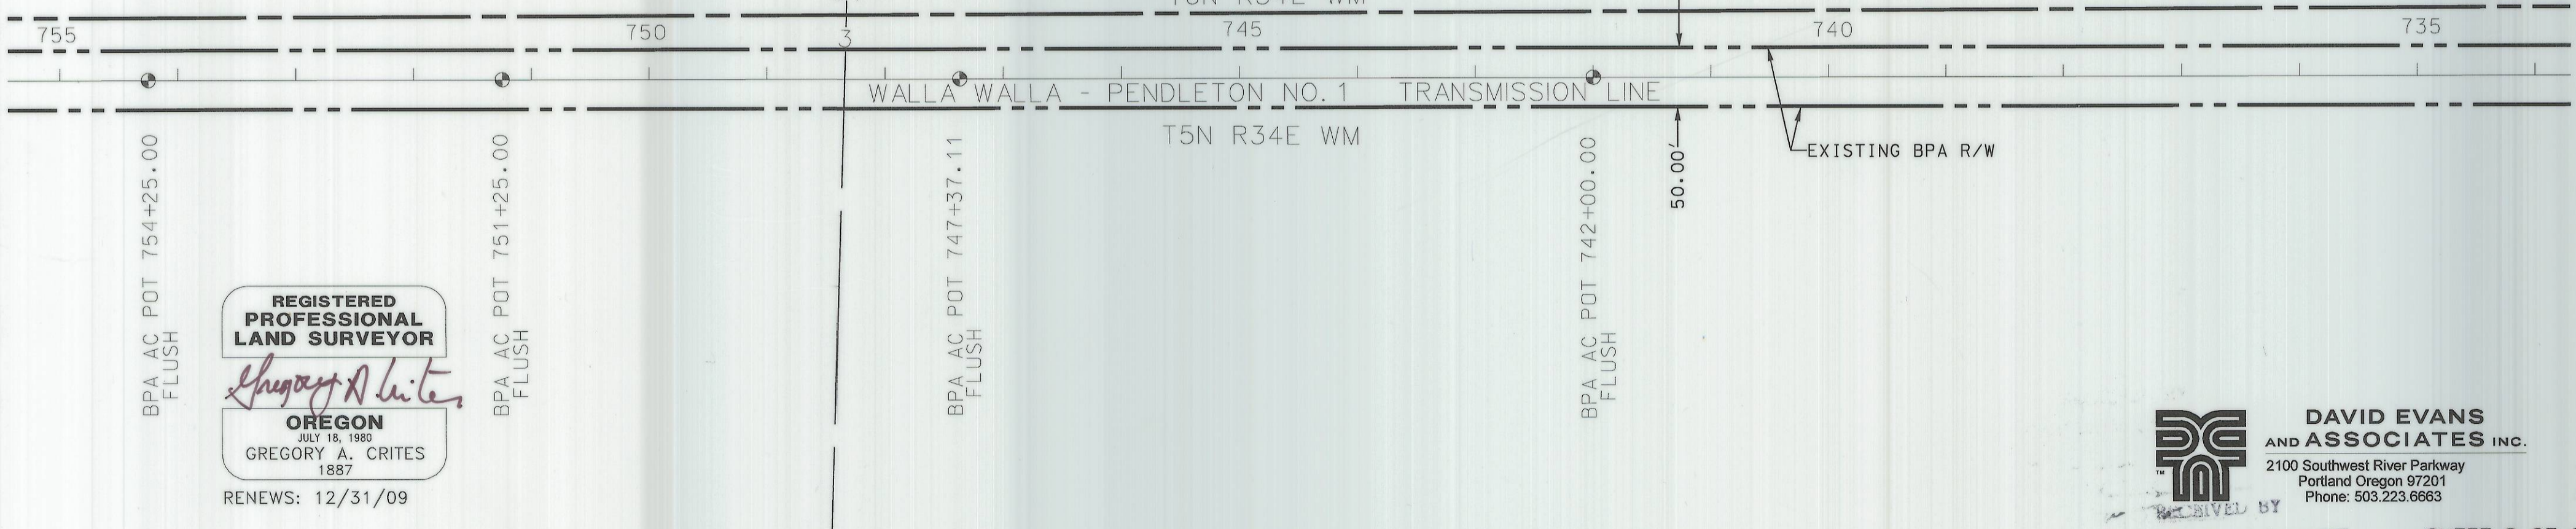 T5N R34E WM
755
750
3
745
740
735
WALLA WALLA - PENDLETON NO. 1 TRANSMISSION LINE
T5N R34E WM
50.00'
EXISTING BPA R/W
BPA AC POT 754+25.00
FLUSH
BPA AC POT 751+25.00
FLUSH
BPA AC POT 747+37.11
FLUSH
BPA AC POT 742+00.00
FLUSH
REGISTERED
PROFESSIONAL
LAND SURVEYOR
Gregory A Crites
OREGON
JULY 18, 1980
GREGORY A. CRITES
1887
RENEWS: 12/31/09
DAVID EVANS
AND ASSOCIATES INC.
2100 Southwest River Parkway
Portland Oregon 97201
Phone: 503.223.6663
TM
RECEIVED BY